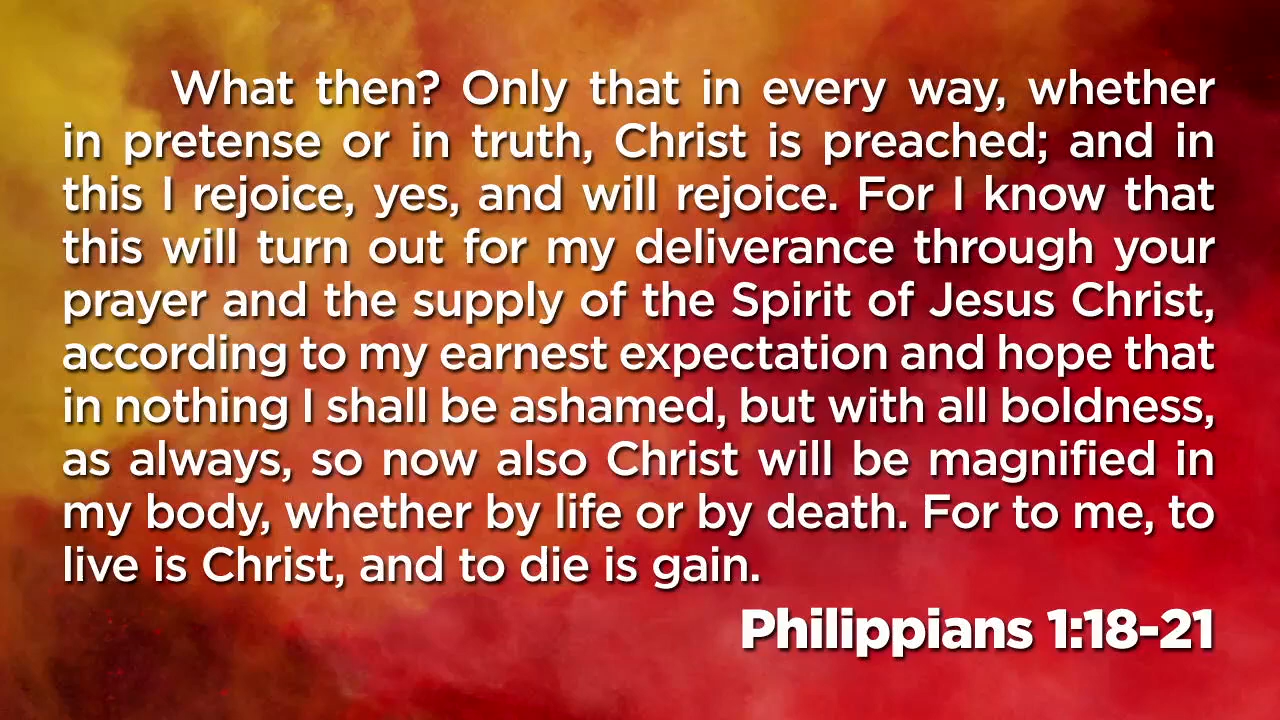 What then? Only that in every way, whether
in pretense or in truth, Christ is preached; and in
this I rejoice, yes, and will rejoice. For I know that
this will turn out for my deliverance through your
prayer and the supply of the Spirit of Jesus Christ,
according to my earnest expectation and hope that
in nothing I shall be ashamed, but with all boldness,
as always, so now also Christ will be magnified in
my body, whether by life or by death. For to me, to
live is Christ, and to die is gain.
Philippians 1:18-21